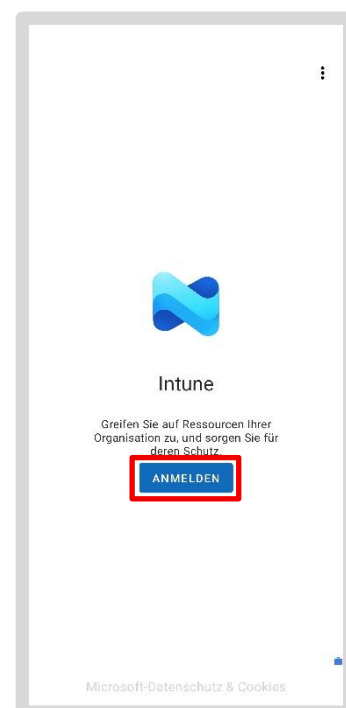 Intune
Greifen Sie auf Ressourcen Ihrer
Organisation zu, und sorgen Sie für
deren Schutz.
ANMELDEN
Microsoft-Datenschutz & Cookies